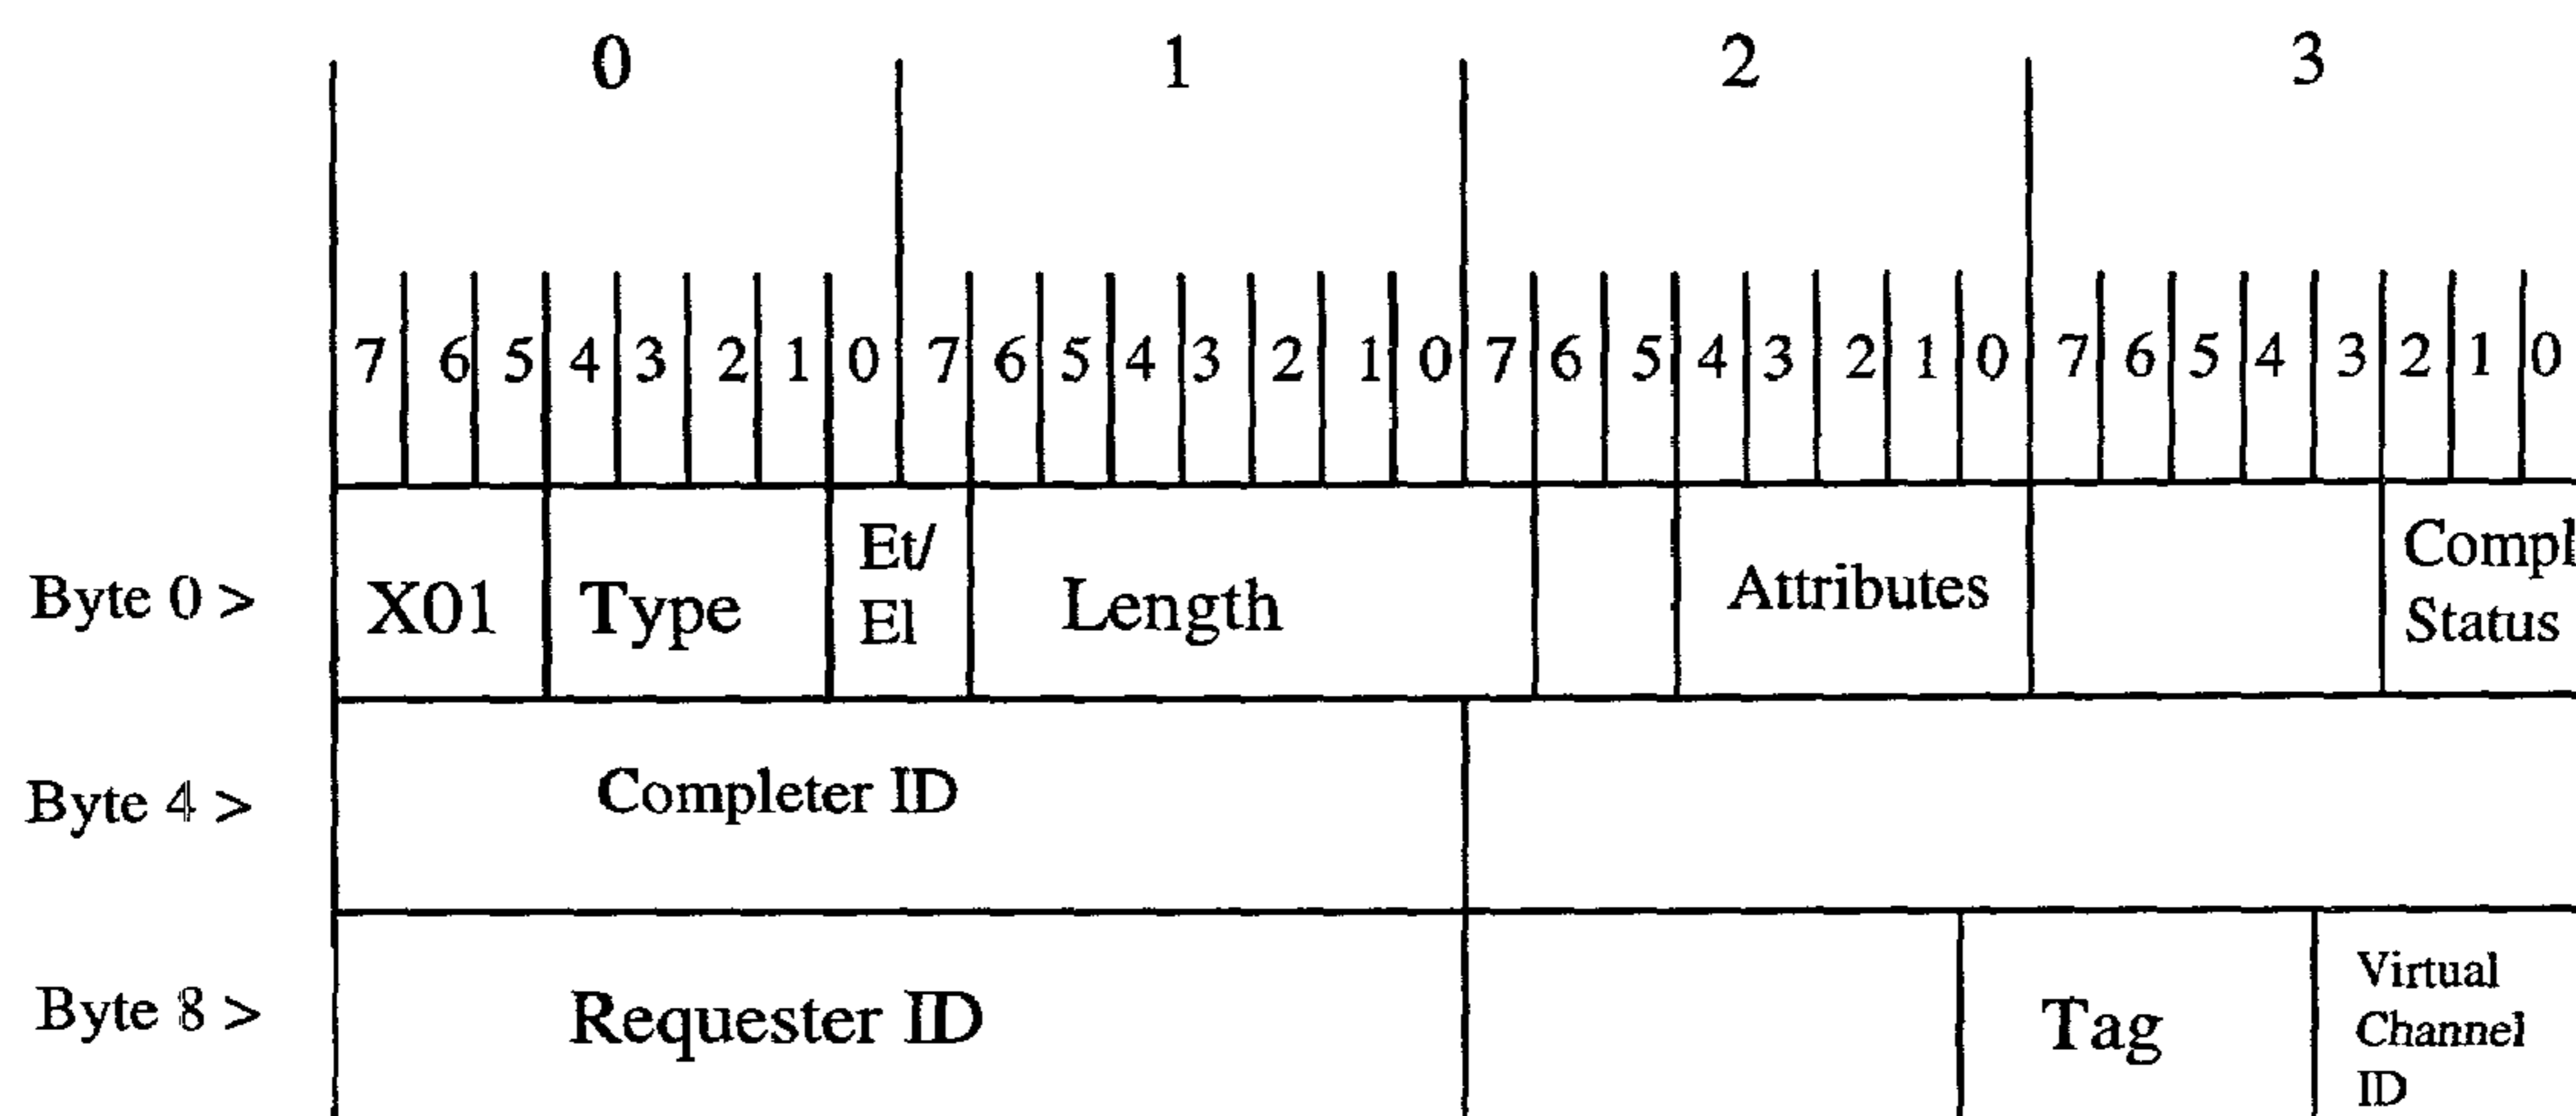 0 1 2 3
7 6 5 4 3 2 1 0 7 6 5 4 3 2 1 0 7 6 5 4 3 2 1 0 7 6 5 4 3 2 1 0
Byte 0 > X01 Type Et/ El Length Attributes Compl Status
Byte 4 > Completer ID
Byte 8 > Requester ID Tag Virtual Channel ID